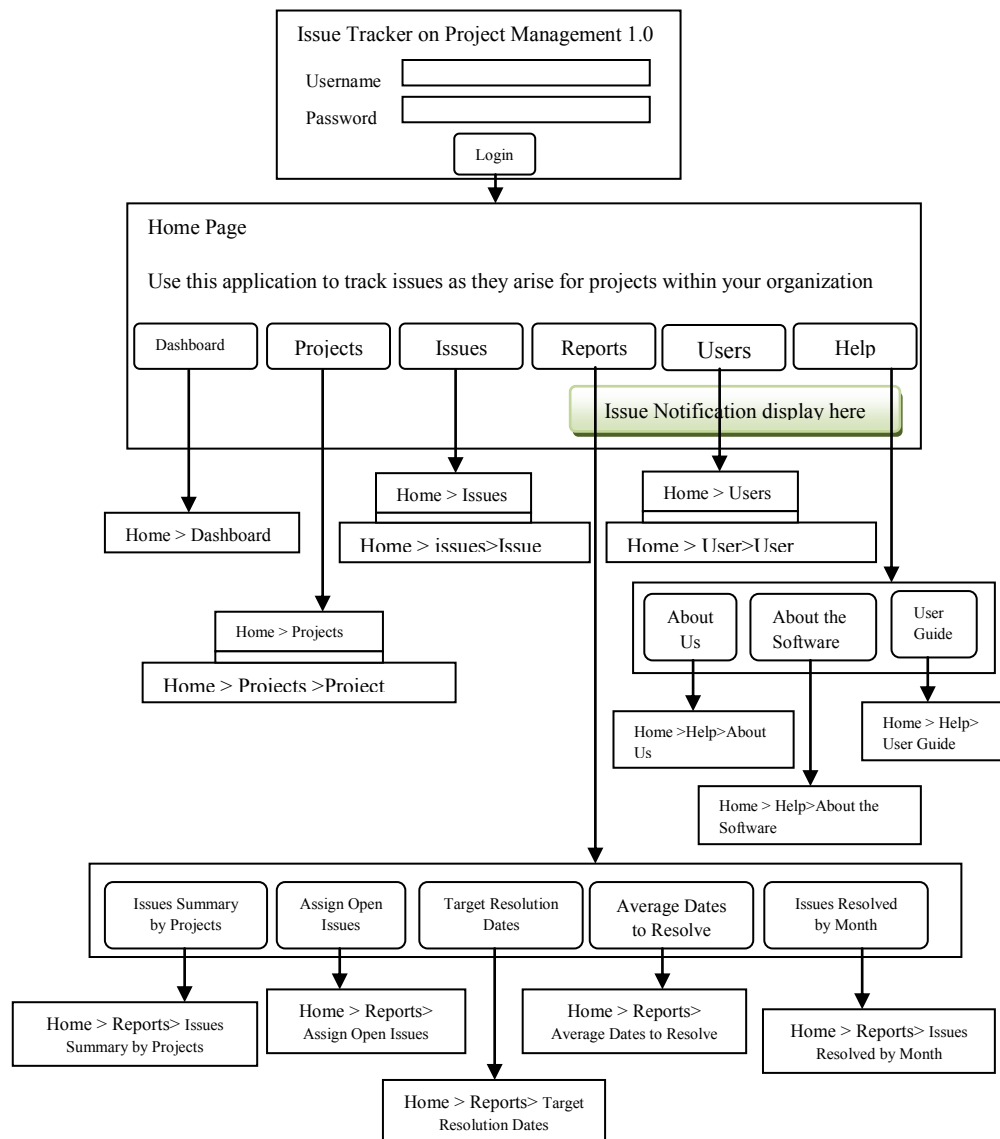 Issue Tracker on Project Management 1.0
Username
Password
Login
Home Page
Use this application to track issues as they arise for projects within your organization
Dashboard
Projects
Issues
Reports
Users
Help
Issue Notification display here
Home > Issues
Home > Users
Home > Dashboard
Home > issues>Issue
Home > User>User
Home > Projects
Home > Projects >Project
About
Us
About the
Software
User
Guide
Home >Help>About
Us
Home > Help>
User Guide
Home > Help>About the
Software
Issues Summary
by Projects
Assign Open
Issues
Target Resolution
Dates
Average Dates
to Resolve
Issues Resolved
by Month
Home > Reports> Issues
Summary by Projects
Home > Reports>
Assign Open Issues
Home > Reports>
Average Dates to Resolve
Home > Reports> Issues
Resolved by Month
Home > Reports> Target
Resolution Dates